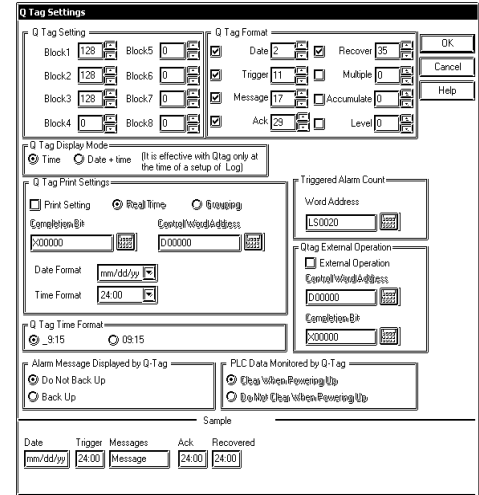 Q Tag Settings
Q Tag Setting
Block1 128 Block5 0
Block2 128 Block6 0
Block3 128 Block7 0
Block4 0 Block8 0
Q Tag Format
Date 2 Recover 35
Trigger 11 Multiple 0
Message 17 Accumulate 0
Ack 29 Level 0
OK
Cancel
Help
Q Tag Display Mode
Time Date + time (It is effective with Qtag only at
the time of a setup of Log)
Q Tag Print Settings
Print Setting Real Time Grouping
Completion Bit Control Word Address
X00000 D00000
Date Format mm/dd/yy
Time Format 24:00
Triggered Alarm Count
Word Address
LS0020
Qtag External Operation
External Operation
Control Word Address
D00000
Completion Bit
X00000
Q Tag Time Format
_9:15 09:15
Alarm Message Displayed by Q-Tag
Do Not Back Up
Back Up
PLC Data Monitored by Q-Tag
Clear When Powering Up
Do Not Clear When Powering Up
Sample
Date Trigger Messages Ack Recovered
mm/dd/yy 24:00 Message 24:00 24:00